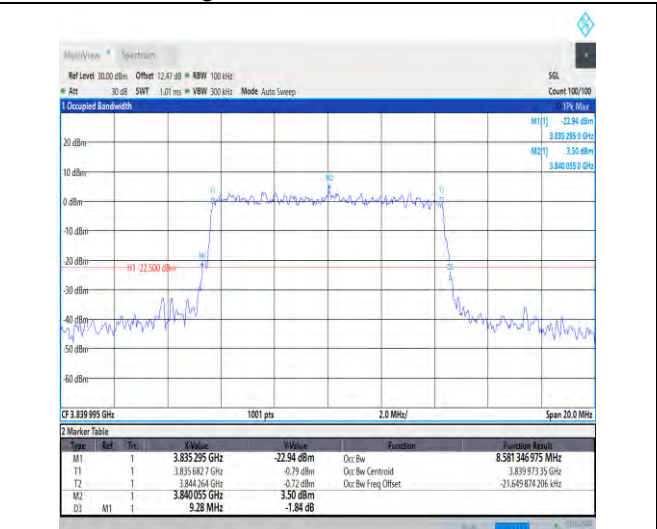 MultiView Spectrum
Ref Level 30.00 dBm Offset 12.47 dB RBW 100 kHz SGL
Att 30 dB SWT 1.01 ms VBW 300 kHz Mode Auto Sweep Count 100/100
1 Occupied Bandwidth 1Pk Max
M1[1] -22.94 dBm
3.835 295 0 GHz
20 dBm M2[1] 3.50 dBm
3.840 055 0 GHz
10 dBm
M2
0 dBm
-10 dBm
-20 dBm
M1
H1 -22.500 dBm
-30 dBm
-40 dBm
-50 dBm
-60 dBm
CF 3.839 995 GHz 1001 pts 2.0 MHz/ Span 20.0 MHz
2 Marker Table
Type Ref Trc X-Value Y-Value Function Function Result
M1 1 3.835 295 GHz -22.94 dBm Occ Bw 8.581 346 975 MHz
T1 1 3.835 682 7 GHz -0.79 dBm Occ Bw Centroid 3.839 973 35 GHz
T2 1 3.844 264 GHz -0.72 dBm Occ Bw Freq Offset -21.649 874 206 kHz
M2 1 3.840 055 GHz 3.50 dBm
D3 M1 1 9.28 MHz -1.84 dB